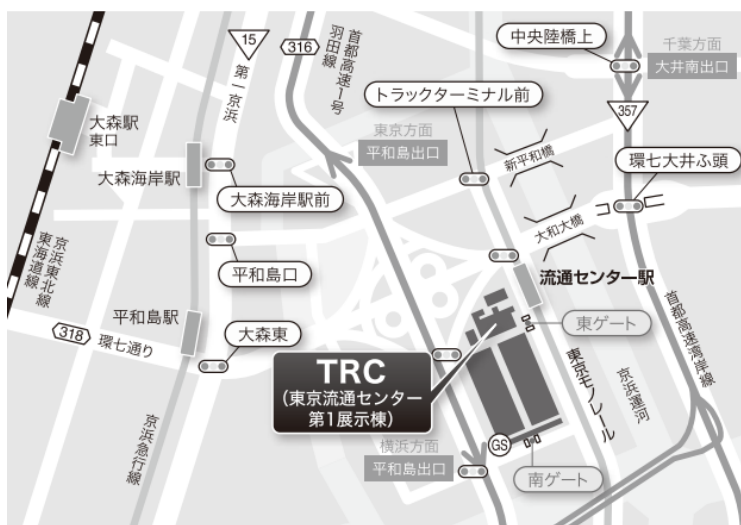 15
第一京浜
316
首都高速1号
羽田線
中央陸橋上
千葉方面
大井南出口
357
トラックターミナル前
東京方面
平和島出口
新平和橋
環七大井ふ頭
大森駅
東口
大森海岸駅
大森海岸駅前
大和大橋
京浜東北線
東海道線
平和島口
流通センター駅
平和島駅
318
環七通り
大森東
東ゲート
TRC
(東京流通センター
第1展示棟)
東京モノレール
京浜運河
首都高速湾岸線
京浜急行線
横浜方面
平和島出口
GS
南ゲート